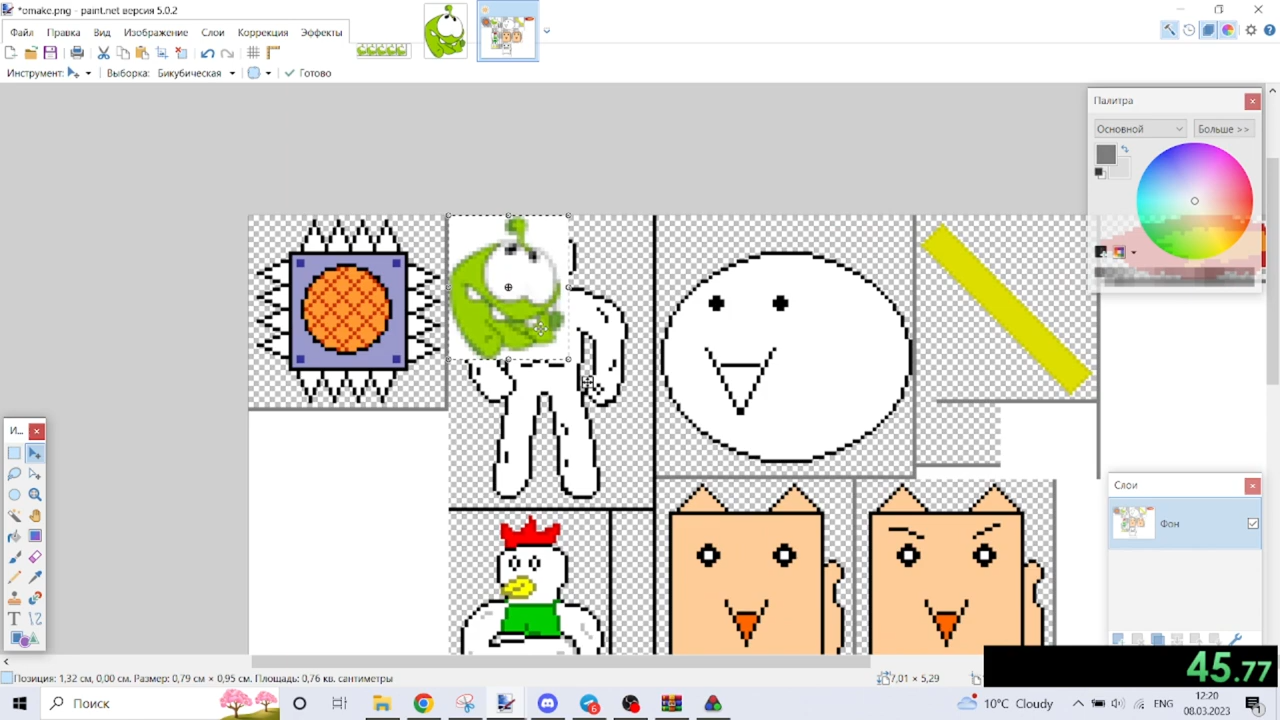 *omake.png - paint.net версия 5.0.2
Файл Правка Вид Изображение Слои Коррекция Эффекты
Инструмент: Выборка: Бикубическая Готово
Палитра
Основной Больше >>
И...
Слои
Фон
Позиция: 1,32 см, 0,00 см. Размер: 0,79 см × 0,95 см. Площадь: 0,76 кв. сантиметры
7,01 × 5,29
45.77
Поиск
6
10°C Cloudy
ENG
12:20
08.03.2023
1